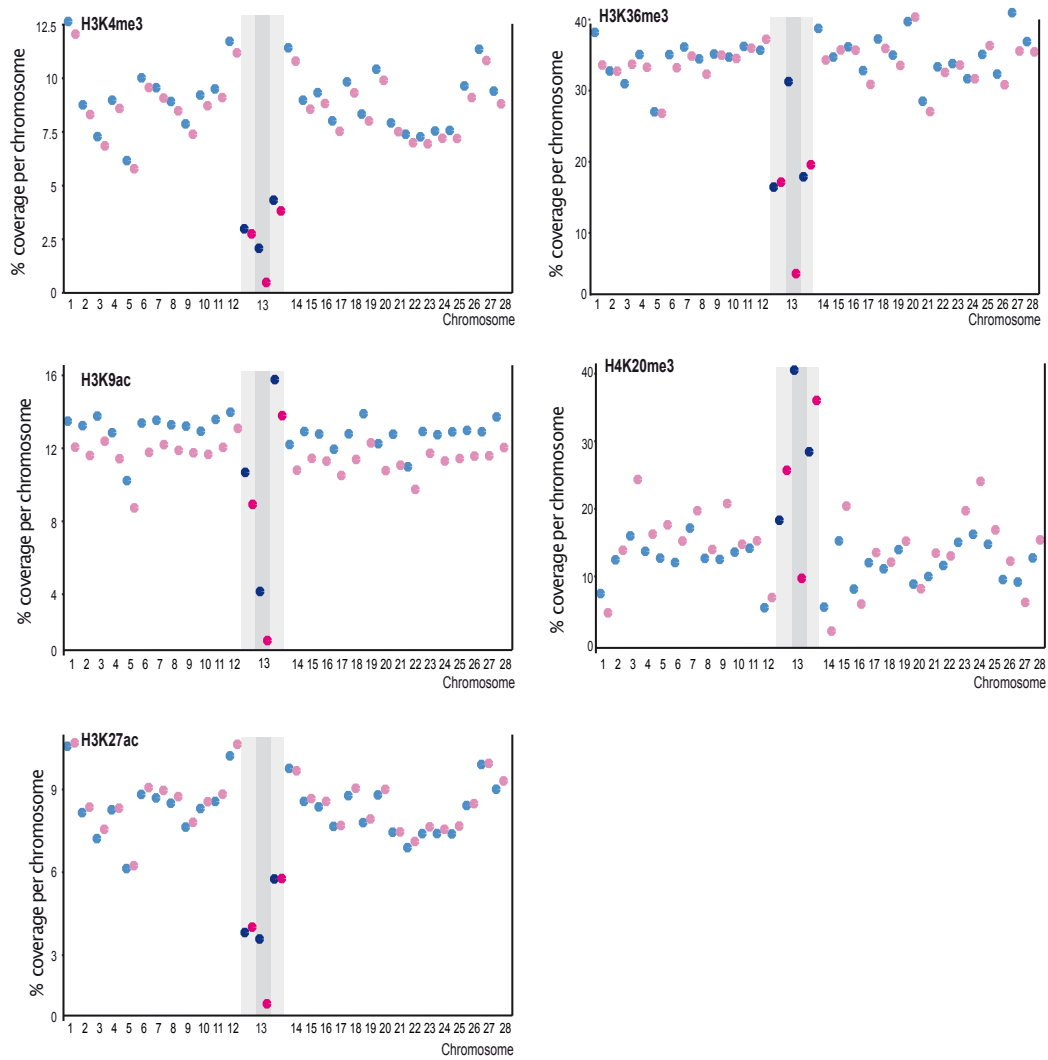 H3K4me3
% coverage per chromosome
12.5
10
7.5
5
2.5
0
1 2 3 4 5 6 7 8 9 10 11 12 13 14 15 16 17 18 19 20 21 22 23 24 25 26 27 28
Chromosome
H3K36me3
% coverage per chromosome
40
30
20
10
0
1 2 3 4 5 6 7 8 9 10 11 12 13 14 15 16 17 18 19 20 21 22 23 24 25 26 27 28
Chromosome
H3K9ac
% coverage per chromosome
16
12
8
4
0
1 2 3 4 5 6 7 8 9 10 11 12 13 14 15 16 17 18 19 20 21 22 23 24 25 26 27 28
Chromosome
H4K20me3
% coverage per chromosome
40
30
20
10
0
1 2 3 4 5 6 7 8 9 10 11 12 13 14 15 16 17 18 19 20 21 22 23 24 25 26 27 28
Chromosome
H3K27ac
% coverage per chromosome
9
6
3
0
1 2 3 4 5 6 7 8 9 10 11 12 13 14 15 16 17 18 19 20 21 22 23 24 25 26 27 28
Chromosome